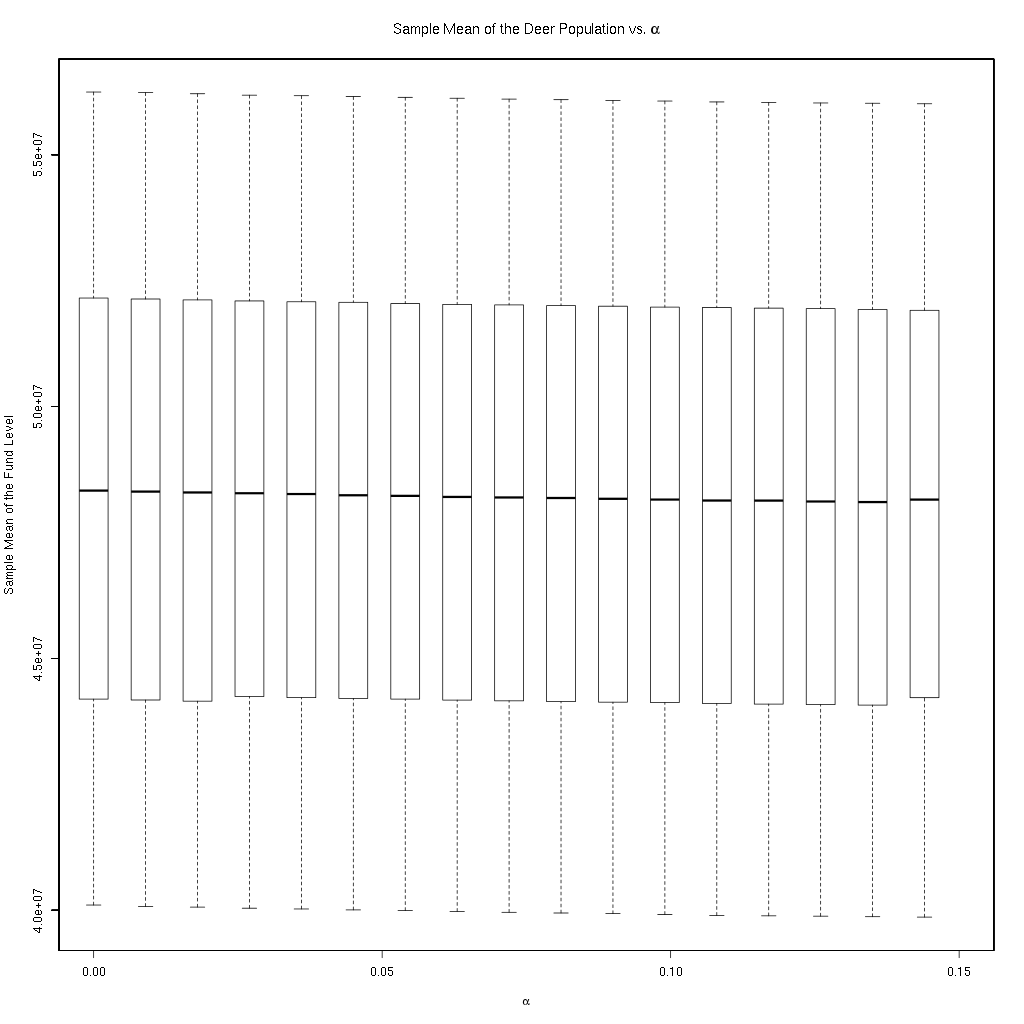 Sample Mean of the Deer Population vs. α
Sample Mean of the Fund Level
5.5e+07
5.0e+07
4.5e+07
4.0e+07
0.00 0.05 0.10 0.15
α